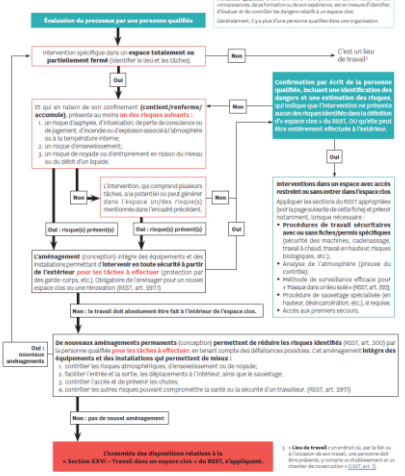 connaissances, de sa formation ou de son expérience, est en mesure d'identifier,
d'évaluer et de contrôler les dangers relatifs à un espace clos.
Généralement, il y a plus d'une personne qualifiée dans une organisation.
Évaluation du processus par une personne qualifiée
Intervention spécifique dans un espace totalement ou
partiellement fermé (identifier le lieu et les tâches)
Non
C'est un lieu
de travail?
Oui
Et qui en raison de son confinement (contient/renferme/
accumule), présente au moins un des risques suivants :
1. un risque d'asphyxie, d'intoxication, de perte de conscience ou
de jugement, d'incendie ou d'explosion associé à l'atmosphère
ou à la température interne;
2. un risque d'ensevelissement;
3. un risque de noyade ou d'entrainement en raison du niveau
ou du débit d'un liquide.
Non
Confirmation par écrit de la personne
qualifiée, incluant une identification des
dangers et une estimation des risques,
qui indique que l'intervention ne présente
aucun des risques identifiés dans la définition
d'« espace clos » du RSST, OU qu'elle peut
être entièrement effectuée à l'extérieur.
Oui
Non
L'intervention, qui comprend plusieurs
tâches, a le potentiel ou peut générer
dans l'espace un/des risque(s)
mentionnés dans l'encadré précédent.
Non
Oui : risque(s) présent(s)
Oui : risque(s) présent(s)
Oui
Interventions dans un espace avec accès
restreint ou sans entrer dans l'espace clos
Appliquer les sections du RSST appropriées
(voir la page suivante de cette fiche) et prévoir
notamment, lorsque nécessaire :
• Procédures de travail sécuritaires
avec ou sans fiches/permis spécifiques
(sécurité des machines, cadenassage,
travail à chaud, travail en hauteur, risques
biologiques, etc.);
• Analyse de l'atmosphère (preuve du
contrôle);
• Méthode de surveillance efficace pour
« Travaux dans un lieu isolé » (RSST, art. 322);
• Procédure de sauvetage spécialisée (en
hauteur, désincarcération, etc.), si requise;
• Accès aux premiers secours.
L'aménagement (conception) intègre des équipements et des
installations permettant d'intervenir en toute sécurité à partir
de l'extérieur pour les tâches à effectuer (protection par
des garde-corps, etc.). Obligatoire de l'envisager pour un nouvel
espace clos ou une rénovation (RSST, art. 297.1)
Non : le travail doit absolument être fait à l'intérieur de l'espace clos.
Oui :
nouveaux
aménagements
De nouveaux aménagements permanents (conception) permettent de réduire les risques identifiés (RSST, art. 300) par
la personne qualifiée pour les tâches à effectuer, en tenant compte des défaillances possibles. Cet aménagement intègre des
équipements et des installations qui permettent de mieux :
1. contrôler les risques atmosphériques, d'ensevelissement ou de noyade;
2. faciliter l'entrée et la sortie, les déplacements à l'intérieur, ainsi que le sauvetage;
3. contrôler l'accès et de prévenir les chutes;
4. contrôler les autres risques pouvant compromettre la santé ou la sécurité d'un travailleur. (RSST, art. 297.1)
Non : pas de nouvel aménagement
L'ensemble des dispositions relatives à la
« Section XXVI – Travail dans un espace clos » du RSST, s'appliquent.
« Lieu de travail » : un endroit où, par le fait ou
à l'occasion de son travail, une personne doit
être présente, y compris un établissement et un
chantier de construction » (LSST, art. 1).